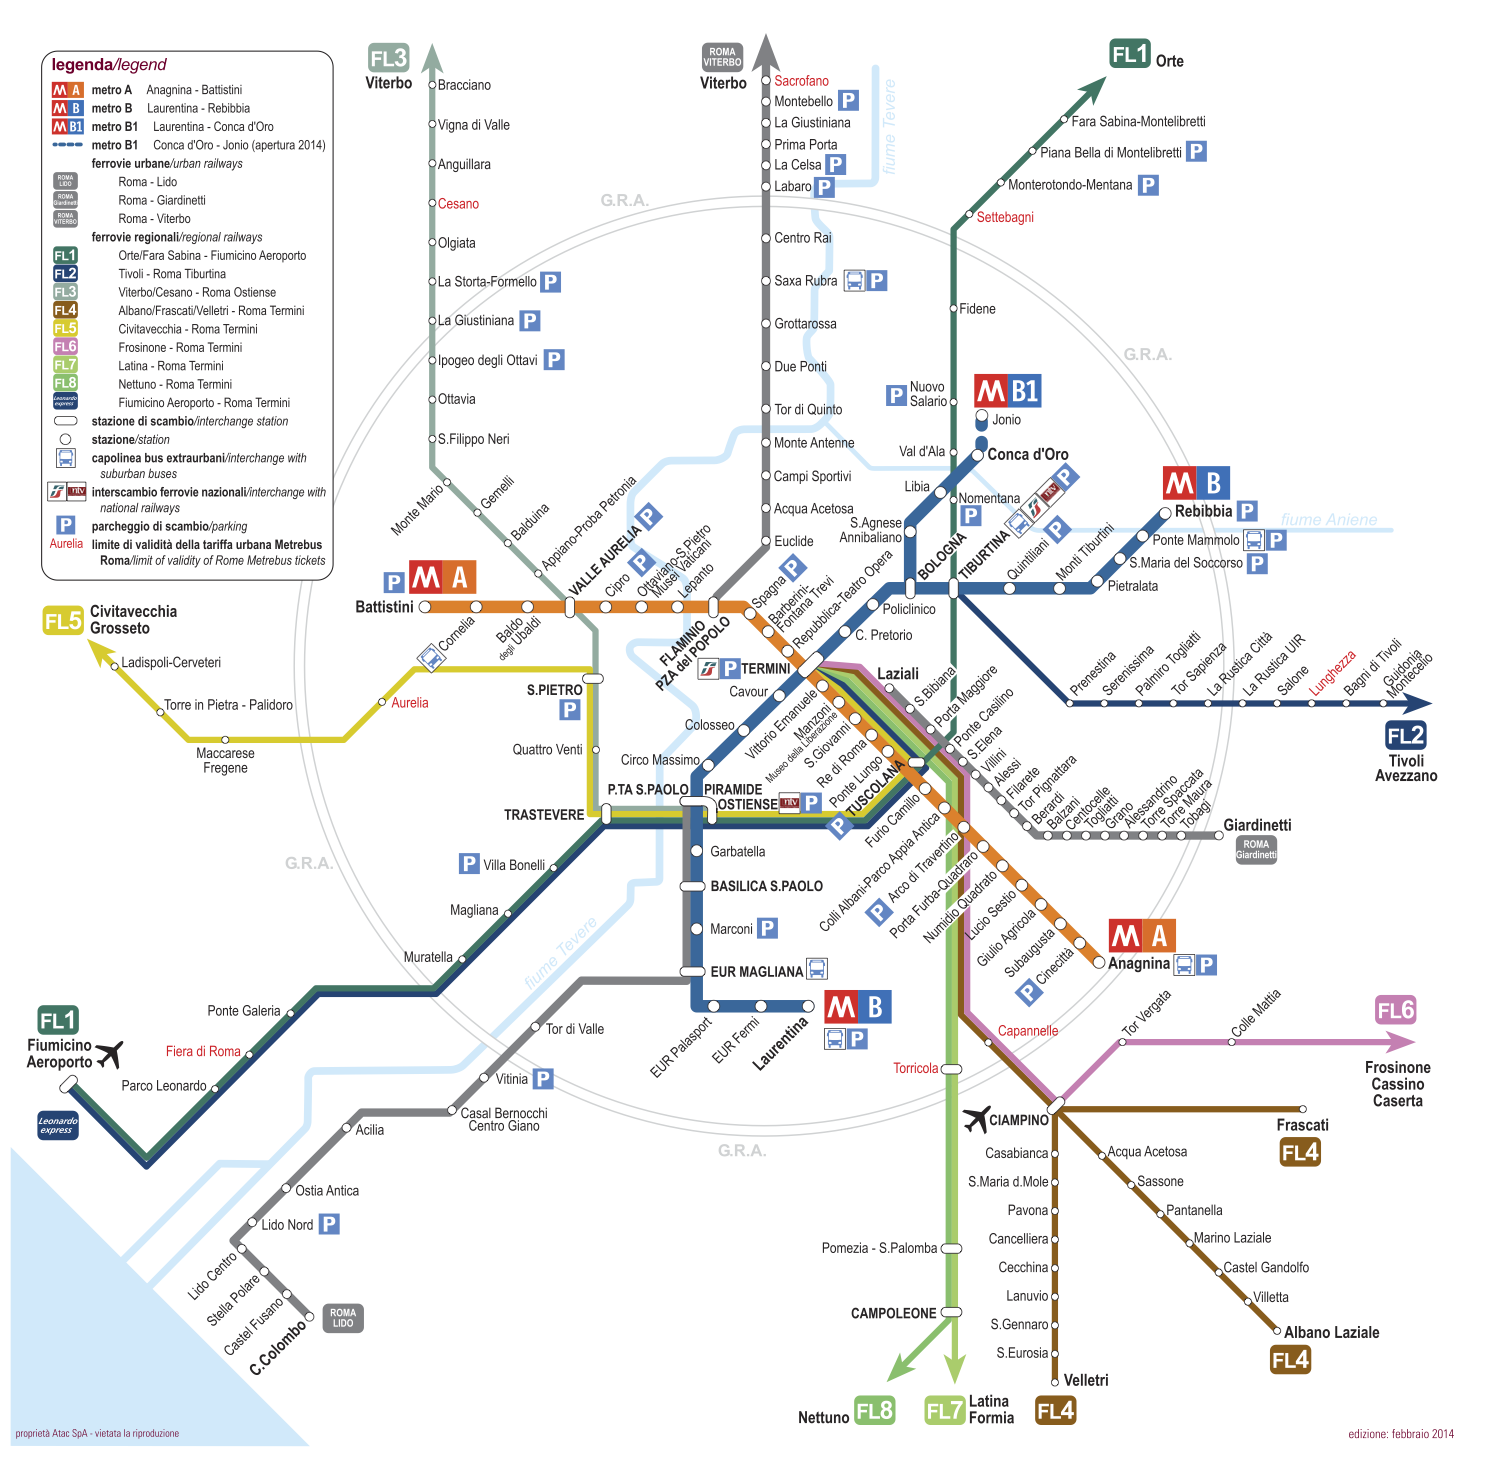 legenda/legend
M A metro A Anagnina - Battistini
M B metro B Laurentina - Rebibbia
M B1 metro B1 Laurentina - Conca d'Oro
metro B1 Conca d'Oro - Jonio (apertura 2014)
ferrovie urbane/urban railways
ROMA LIDO Roma - Lido
ROMA Giardinetti Roma - Giardinetti
ROMA VITERBO Roma - Viterbo
ferrovie regionali/regional railways
FL1 Orte/Fara Sabina - Fiumicino Aeroporto
FL2 Tivoli - Roma Tiburtina
FL3 Viterbo/Cesano - Roma Ostiense
FL4 Albano/Frascati/Velletri - Roma Termini
FL5 Civitavecchia - Roma Termini
FL6 Frosinone - Roma Termini
FL7 Latina - Roma Termini
FL8 Nettuno - Roma Termini
Leonardo express Fiumicino Aeroporto - Roma Termini
stazione di scambio/interchange station
stazione/station
capolinea bus extraurbani/interchange with
suburban buses
interscambio ferrovie nazionali/interchange with
national railways
P parcheggio di scambio/parking
Aurelia limite di validità della tariffa urbana Metrebus
Roma/limit of validity of Rome Metrebus tickets
FL3
Viterbo
Bracciano
Vigna di Valle
Anguillara
Cesano
Olgiata
La Storta-Formello P
La Giustiniana P
Ipogeo degli Ottavi P
Ottavia
S.Filippo Neri
Monte Mario
Gemelli
Balduina
Appiano-Proba Petronia
VALLE AURELIA P
ROMA
VITERBO
Viterbo
Sacrofano
Montebello P
La Giustiniana
Prima Porta
La Celsa P
Labaro P
Centro Rai
Saxa Rubra P
Grottarossa
Due Ponti
Tor di Quinto
Monte Antenne
Campi Sportivi
Acqua Acetosa
Euclide
fiume Tevere
G.R.A.
G.R.A.
FL1
Orte
Fara Sabina-Montelibretti
Piana Bella di Montelibretti P
Monterotondo-Mentana P
Settebagni
Fidene
P Nuovo
Salario
Val d'Ala
Nomentana
P
M B1
Jonio
Conca d'Oro
Libia
S.Agnese
Annibaliano
BOLOGNA
TIBURTINA
ntv
P
Quintiliani P
Monti Tiburtini
Pietralata
S.Maria del Soccorso P
Ponte Mammolo P
M B
Rebibbia P
fiume Aniene
P M A
Battistini
Cornelia
Baldo
degli Ubaldi
Cipro P
Ottaviano-S.Pietro
Musei Vaticani
Lepanto
FLAMINIO
PZA del POPOLO
Spagna P
Barberini-
Fontana Trevi
Repubblica-Teatro Opera
P TERMINI
Policlinico
C. Pretorio
Cavour
Colosseo
Circo Massimo
FL5
Civitavecchia
Grosseto
Ladispoli-Cerveteri
Torre in Pietra - Palidoro
Maccarese
Fregene
Aurelia
S.PIETRO
P
Quattro Venti
P.TA S.PAOLO
PIRAMIDE
OSTIENSE ntv P
TRASTEVERE
Vittorio Emanuele
Manzoni
Museo della Liberazione
S.Giovanni
Re di Roma
Ponte Lungo
P TUSCOLANA
Furio Camillo
Colli Albani-Parco Appia Antica
P Arco di Travertino
Porta Furba-Quadraro
Numidio Quadrato
Lucio Sestio
Giulio Agricola
Subaugusta
P Cinecittà
M A
Anagnina P
Laziali
S.Bibiana
Porta Maggiore
Ponte Casilino
S.Elena
Villini
Alessi
Filarete
Tor Pignattara
Berardi
Balzani
Centocelle
Togliatti
Grano
Alessandrino
Torre Spaccata
Torre Maura
Tobagi
Giardinetti
ROMA
Giardinetti
Prenestina
Serenissima
Palmiro Togliatti
Tor Sapienza
La Rustica Città
La Rustica UIR
Salone
Lunghezza
Bagni di Tivoli
Guidonia
Montecelio
FL2
Tivoli
Avezzano
Garbatella
BASILICA S.PAOLO
Marconi P
EUR MAGLIANA
EUR Palasport
EUR Fermi
Laurentina
M B
P
P Villa Bonelli
Magliana
Muratella
Ponte Galeria
Fiera di Roma
Parco Leonardo
FL1
Fiumicino
Aeroporto
Leonardo
express
G.R.A.
fiume Tevere
Tor di Valle
Vitinia P
Casal Bernocchi
Centro Giano
Acilia
Ostia Antica
Lido Nord P
Lido Centro
Stella Polare
Castel Fusano
C.Colombo
ROMA
LIDO
G.R.A.
Capannelle
Torricola
CIAMPINO
Tor Vergata
Colle Mattia
FL6
Frosinone
Cassino
Caserta
Frascati
FL4
Casabianca
S.Maria d.Mole
Pavona
Cancelliera
Cecchina
Lanuvio
S.Gennaro
S.Eurosia
Velletri
FL4
Acqua Acetosa
Sassone
Pantanella
Marino Laziale
Castel Gandolfo
Villetta
Albano Laziale
FL4
Pomezia - S.Palomba
CAMPOLEONE
Nettuno FL8
FL7 Latina
Formia
proprietà Atac SpA - vietata la riproduzione
edizione: febbraio 2014